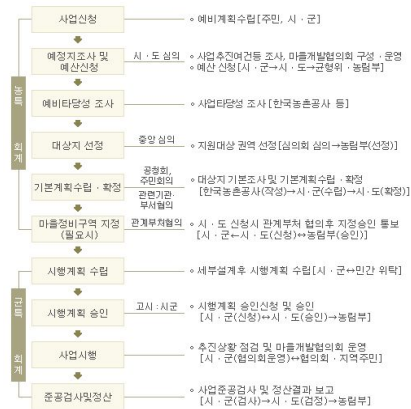 사업신청
◦ 예비계획수립[주민, 시·군]
예정지조사 및
예산신청
시·도 심의
◦ 사업추진여건등 조사, 마을개발협의회 구성·운영
◦ 예산 신청[시·군→시·도→균형위·농림부]
농특
회계
예비타당성 조사
◦ 사업타당성 조사 [한국농촌공사 등]
대상지 선정
중앙 심의
◦ 지원대상 권역 선정[심의회 심의→농림부(선정)]
기본계획수립·확정
공청회,
주민회의
관련기관·
부서협의
◦ 대상지 기본조사 및 기본계획수립·확정
[한국농촌공사(작성)→시·군(수립)→시·도(확정)]
마을정비구역 지정
(필요시)
관계부처협의
◦ 시·도 신청시 관계부처 협의후 지정승인 통보
[시·군←시·도(신청)↔농림부(승인)]
시행계획 수립
◦ 세부설계후 시행계획 수립[시·군↔민간 위탁]
균특
회계
시행계획 승인
고시 : 시군
◦ 시행계획 승인신청 및 승인
[시·군(신청)↔시·도(승인)→농림부]
사업시행
◦ 추진상황 점검 및 마을개발협의회 운영
[시·군(협의회운영)↔협의회·지역주민]
준공검사및정산
◦ 사업준공검사 및 정산결과 보고
[시·군(검사)→시·도(검정)→농림부]